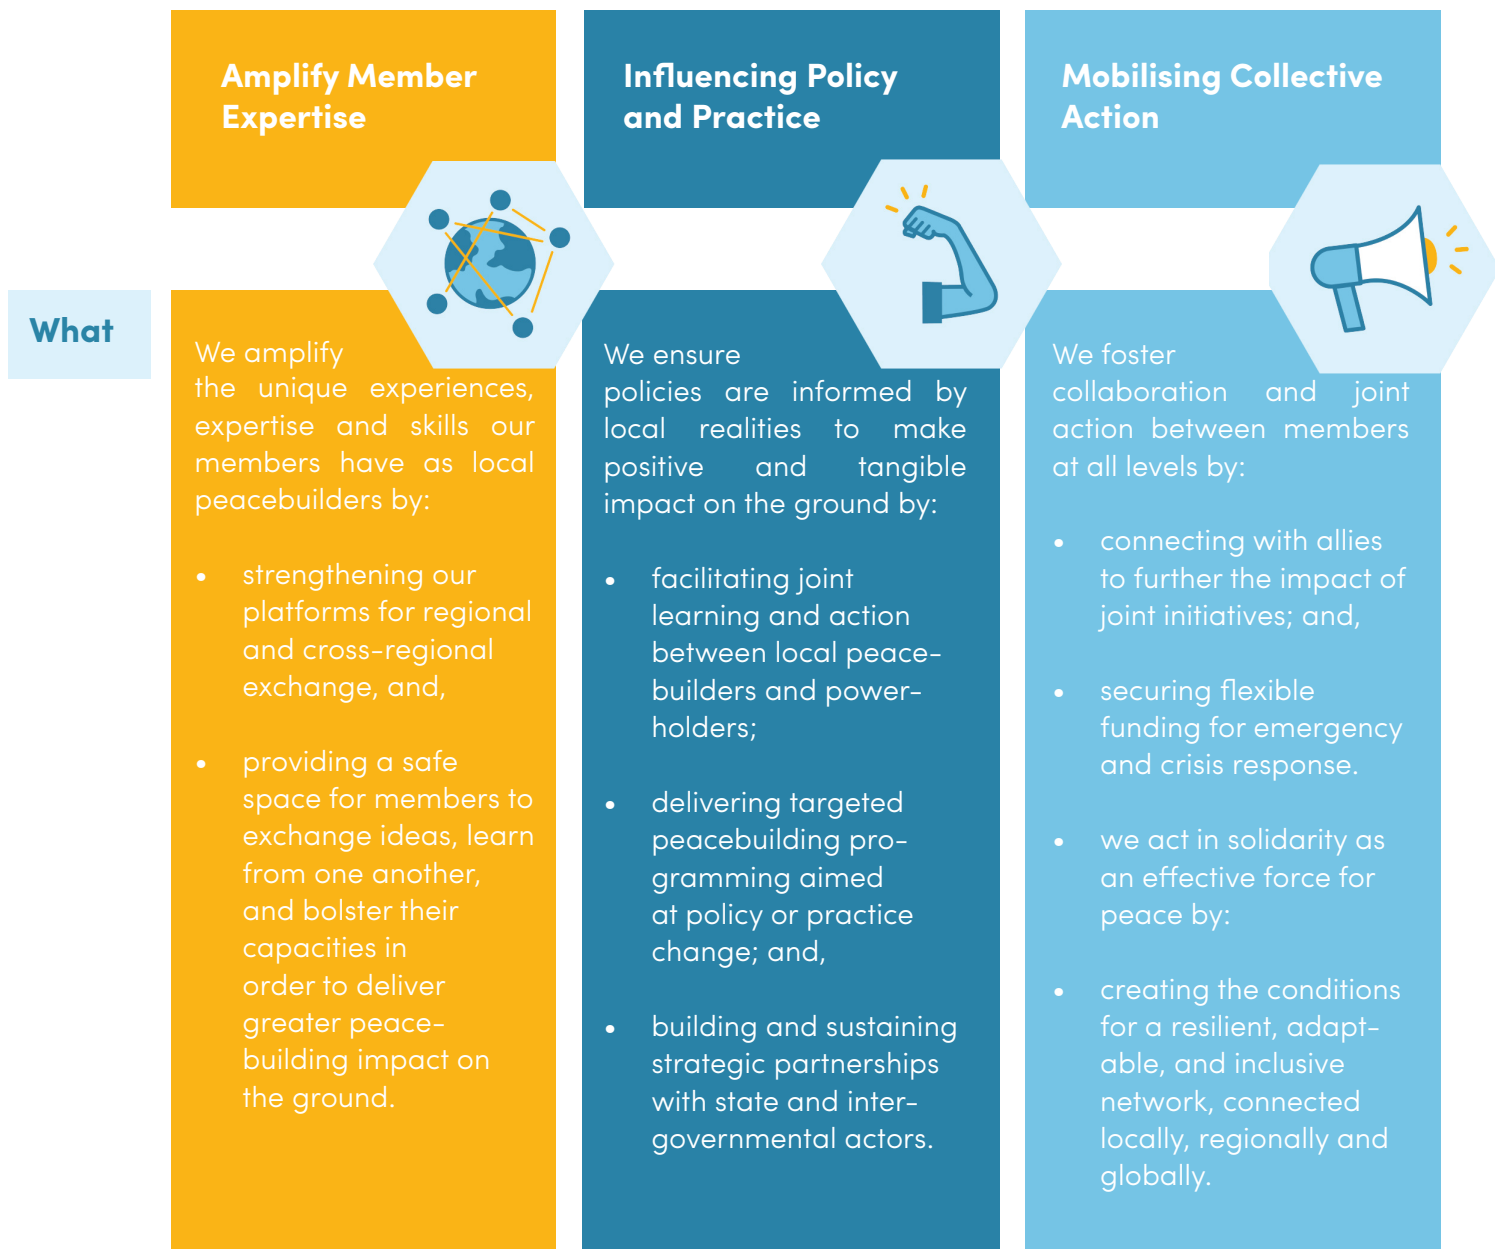 Amplify Member
Expertise
Influencing Policy
and Practice
Mobilising Collective
Action
What
We amplify
the unique experiences,
expertise and skills our
members have as local
peacebuilders by:
• strengthening our
platforms for regional
and cross-regional
exchange, and,
• providing a safe
space for members to
exchange ideas, learn
from one another,
and bolster their
capacities in
order to deliver
greater peace-
building impact on
the ground.
We ensure
policies are informed by
local realities to make
positive and tangible
impact on the ground by:
• facilitating joint
learning and action
between local peace-
builders and power-
holders;
• delivering targeted
peacebuilding pro-
gramming aimed
at policy or practice
change; and,
• building and sustaining
strategic partnerships
with state and inter-
governmental actors.
We foster
collaboration and joint
action between members
at all levels by:
• connecting with allies
to further the impact of
joint initiatives; and,
• securing flexible
funding for emergency
and crisis response.
• we act in solidarity as
an effective force for
peace by:
• creating the conditions
for a resilient, adapt-
able, and inclusive
network, connected
locally, regionally and
globally.